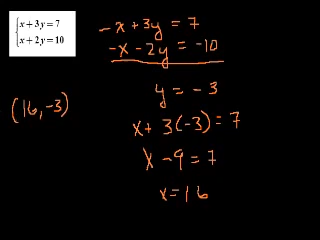 x + 3y = 7
x + 2y = 10
-x + 3y = 7
-x - 2y = -10
y = -3
x + 3(-3) = 7
x - 9 = 7
x = 16
(16, -3)